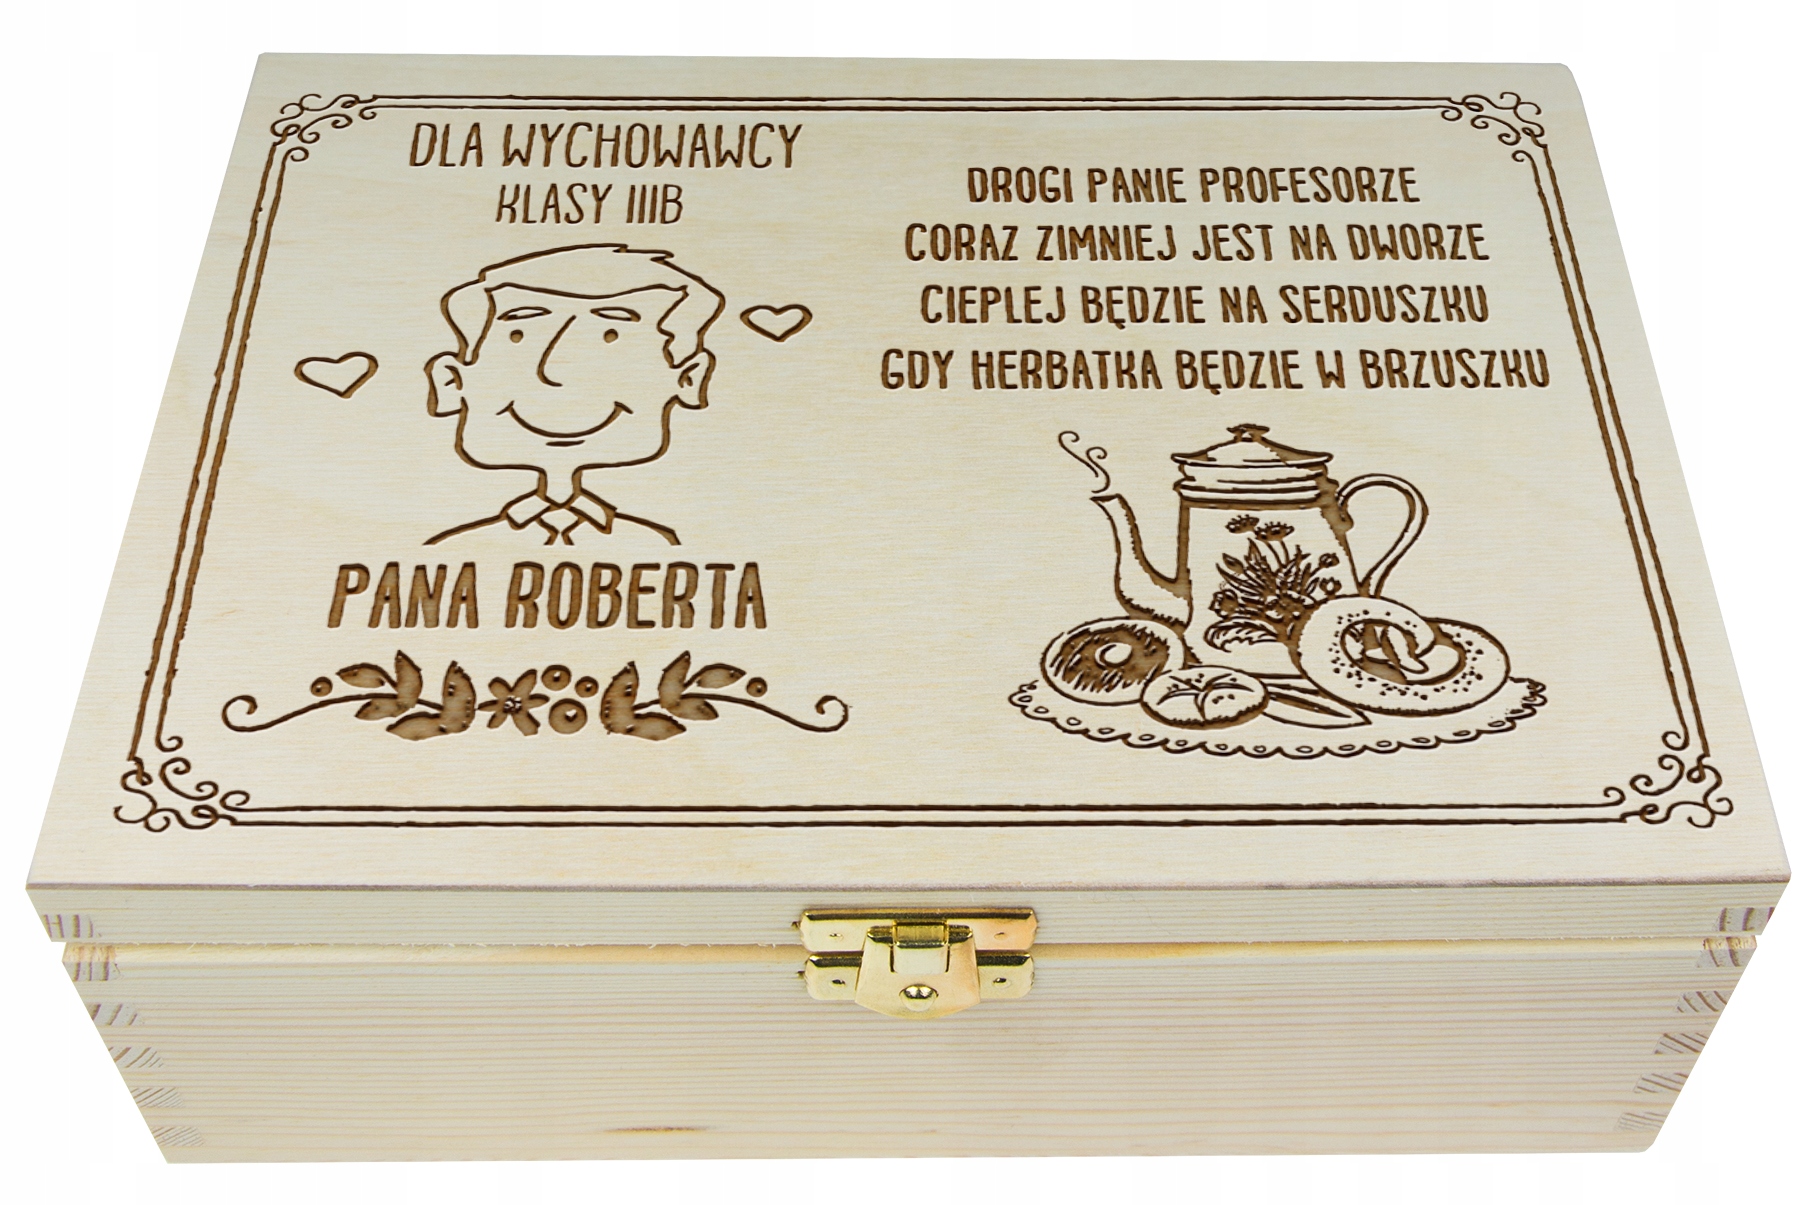 DLA WYCHOWAWCY
KLASY IIIB
PANA ROBERTA
DROGI PANIE PROFESORZE
CORAZ ZIMNIEJ JEST NA DWORZE
CIEPLEJ BĘDZIE NA SERDUSZKU
GDY HERBATKA BĘDZIE W BRZUSZKU